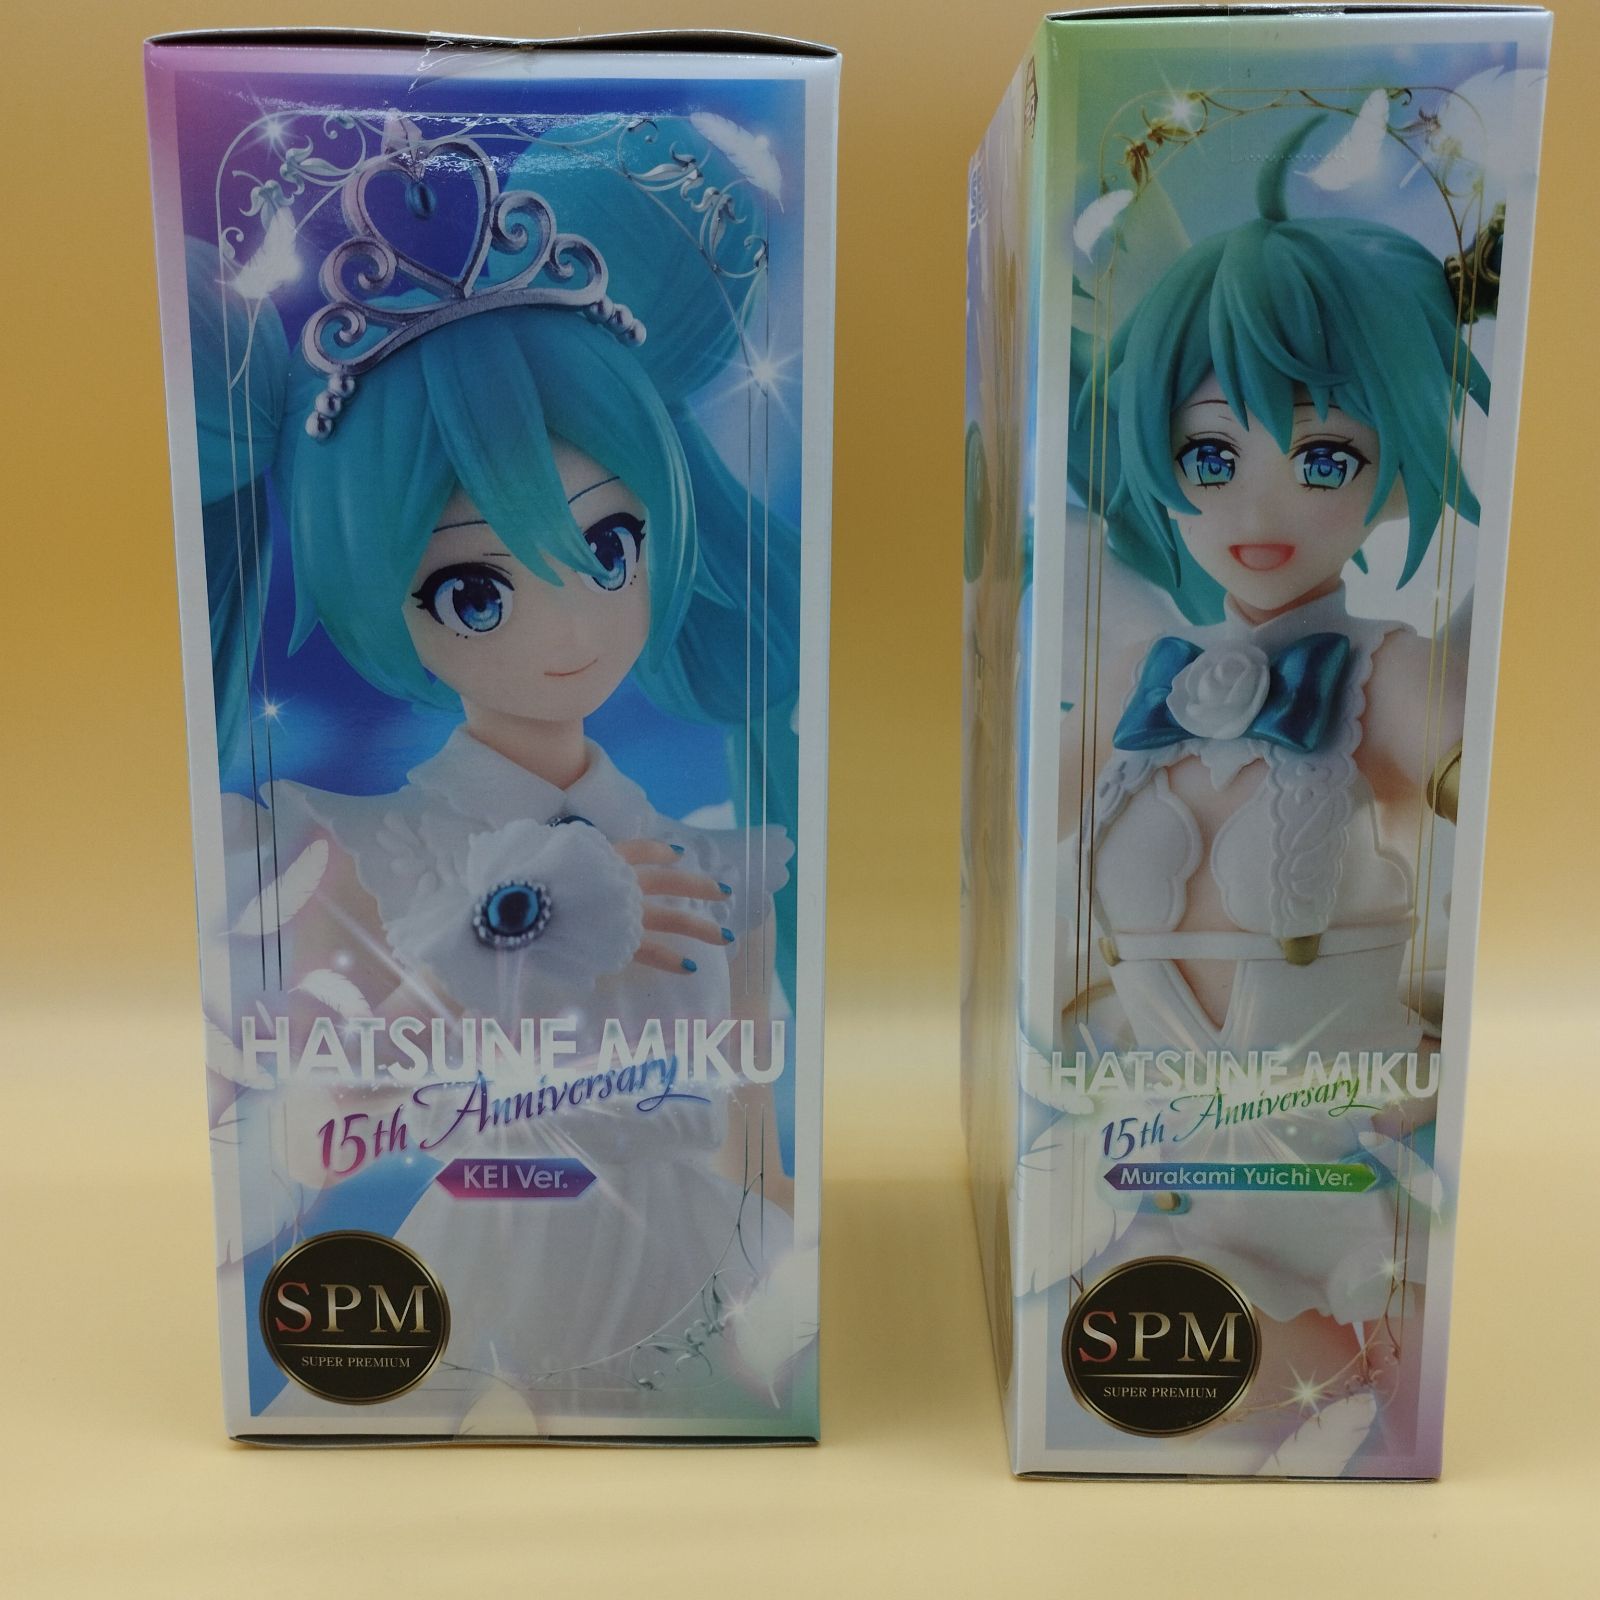 HATSUNE MIKU
15th Anniversary
KEI Ver.
SPM
SUPER PREMIUM
HATSUNE MIKU
15th Anniversary
Murakami Yuichi Ver.
SPM
SUPER PREMIUM